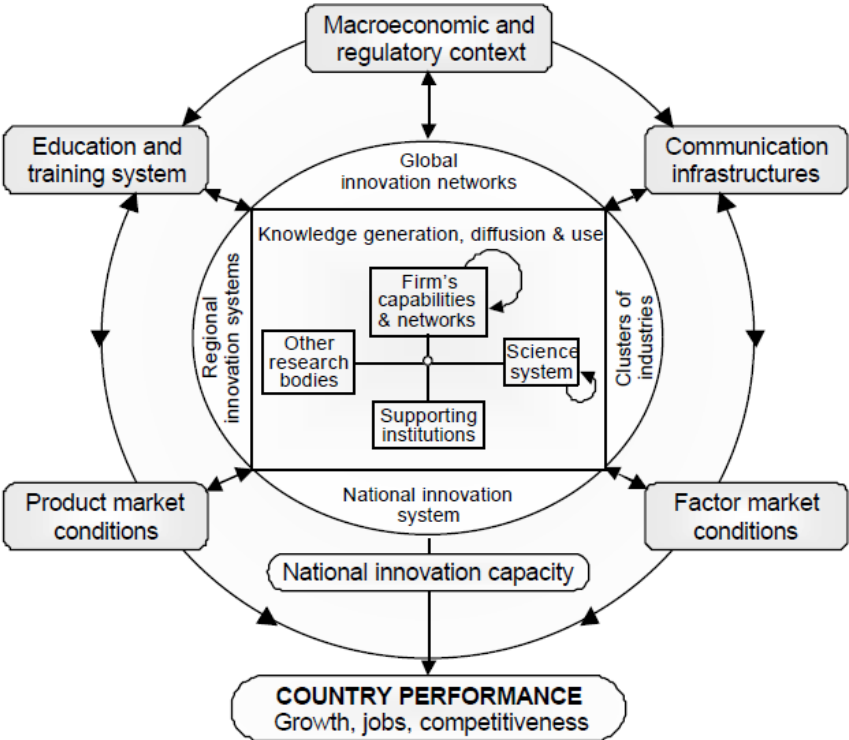 Macroeconomic and
regulatory context
Education and
training system
Communication
infrastructures
Global
innovation networks
Knowledge generation, diffusion & use
Regional
innovation systems
Firm's
capabilities
& networks
Clusters of
industries
Other
research
bodies
Science
system
Supporting
institutions
Product market
conditions
National innovation
system
Factor market
conditions
National innovation capacity
COUNTRY PERFORMANCE
Growth, jobs, competitiveness